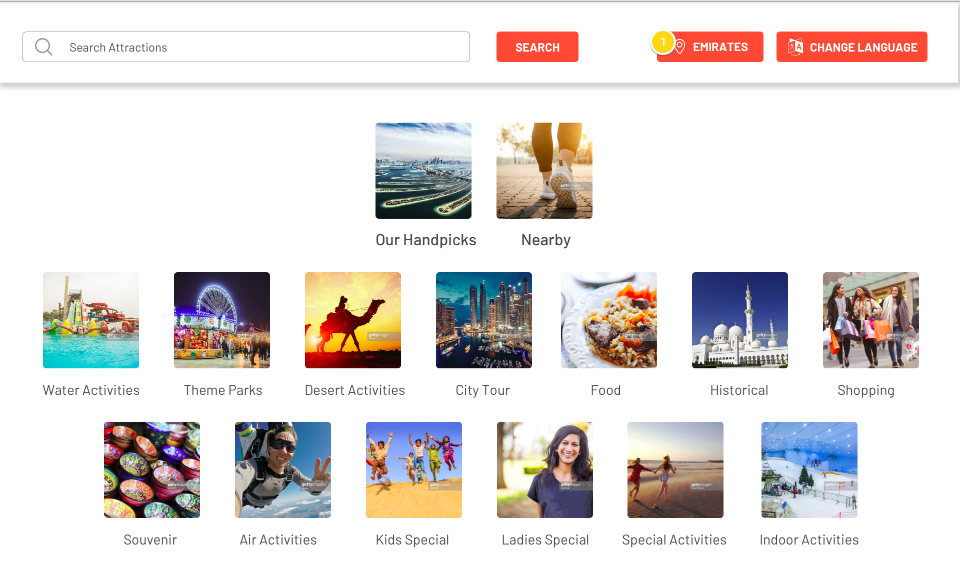 Search Attractions
SEARCH
1
EMIRATES
CHANGE LANGUAGE
Our Handpicks
Nearby
Water Activities
Theme Parks
Desert Activities
City Tour
Food
Historical
Shopping
Souvenir
Air Activities
Kids Special
Ladies Special
Special Activities
Indoor Activities